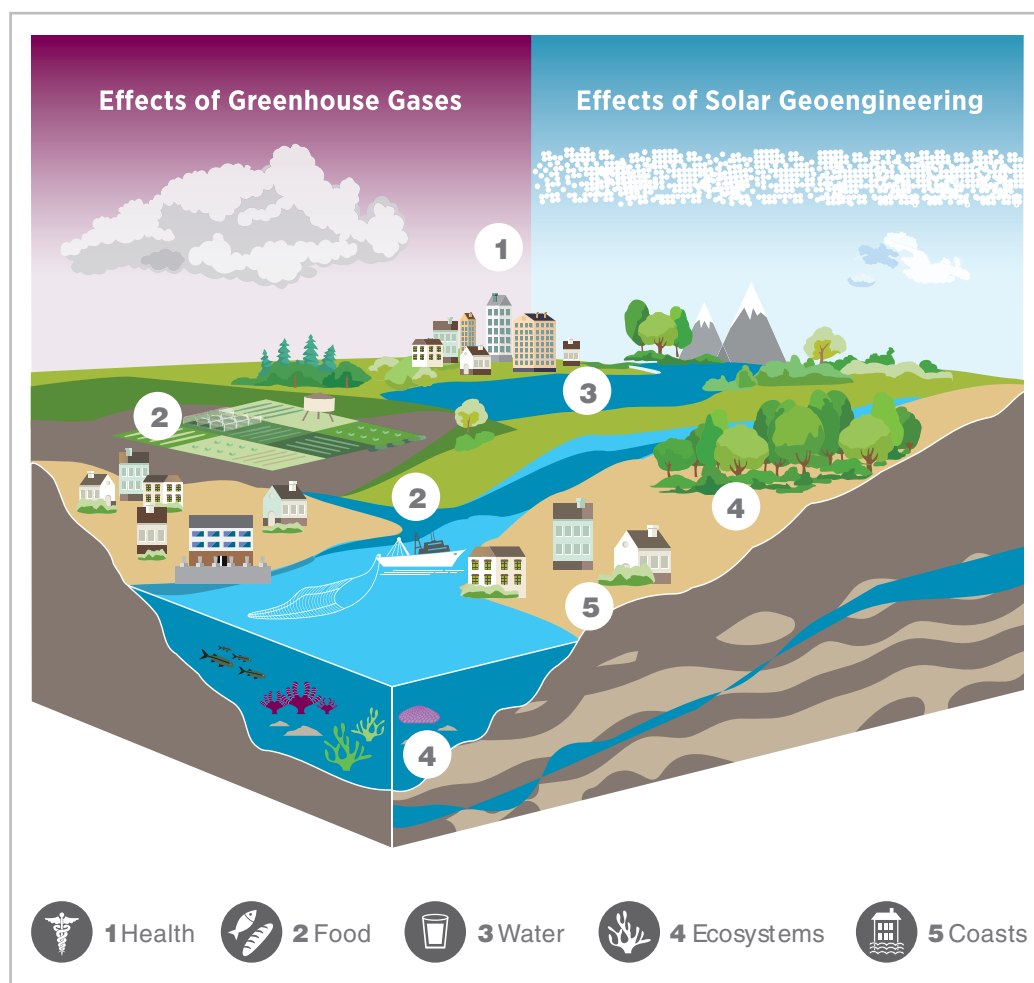 Effects of Greenhouse Gases
Effects of Solar Geoengineering
1
3
2
2
4
5
4
1 Health
2 Food
3 Water
4 Ecosystems
5 Coasts